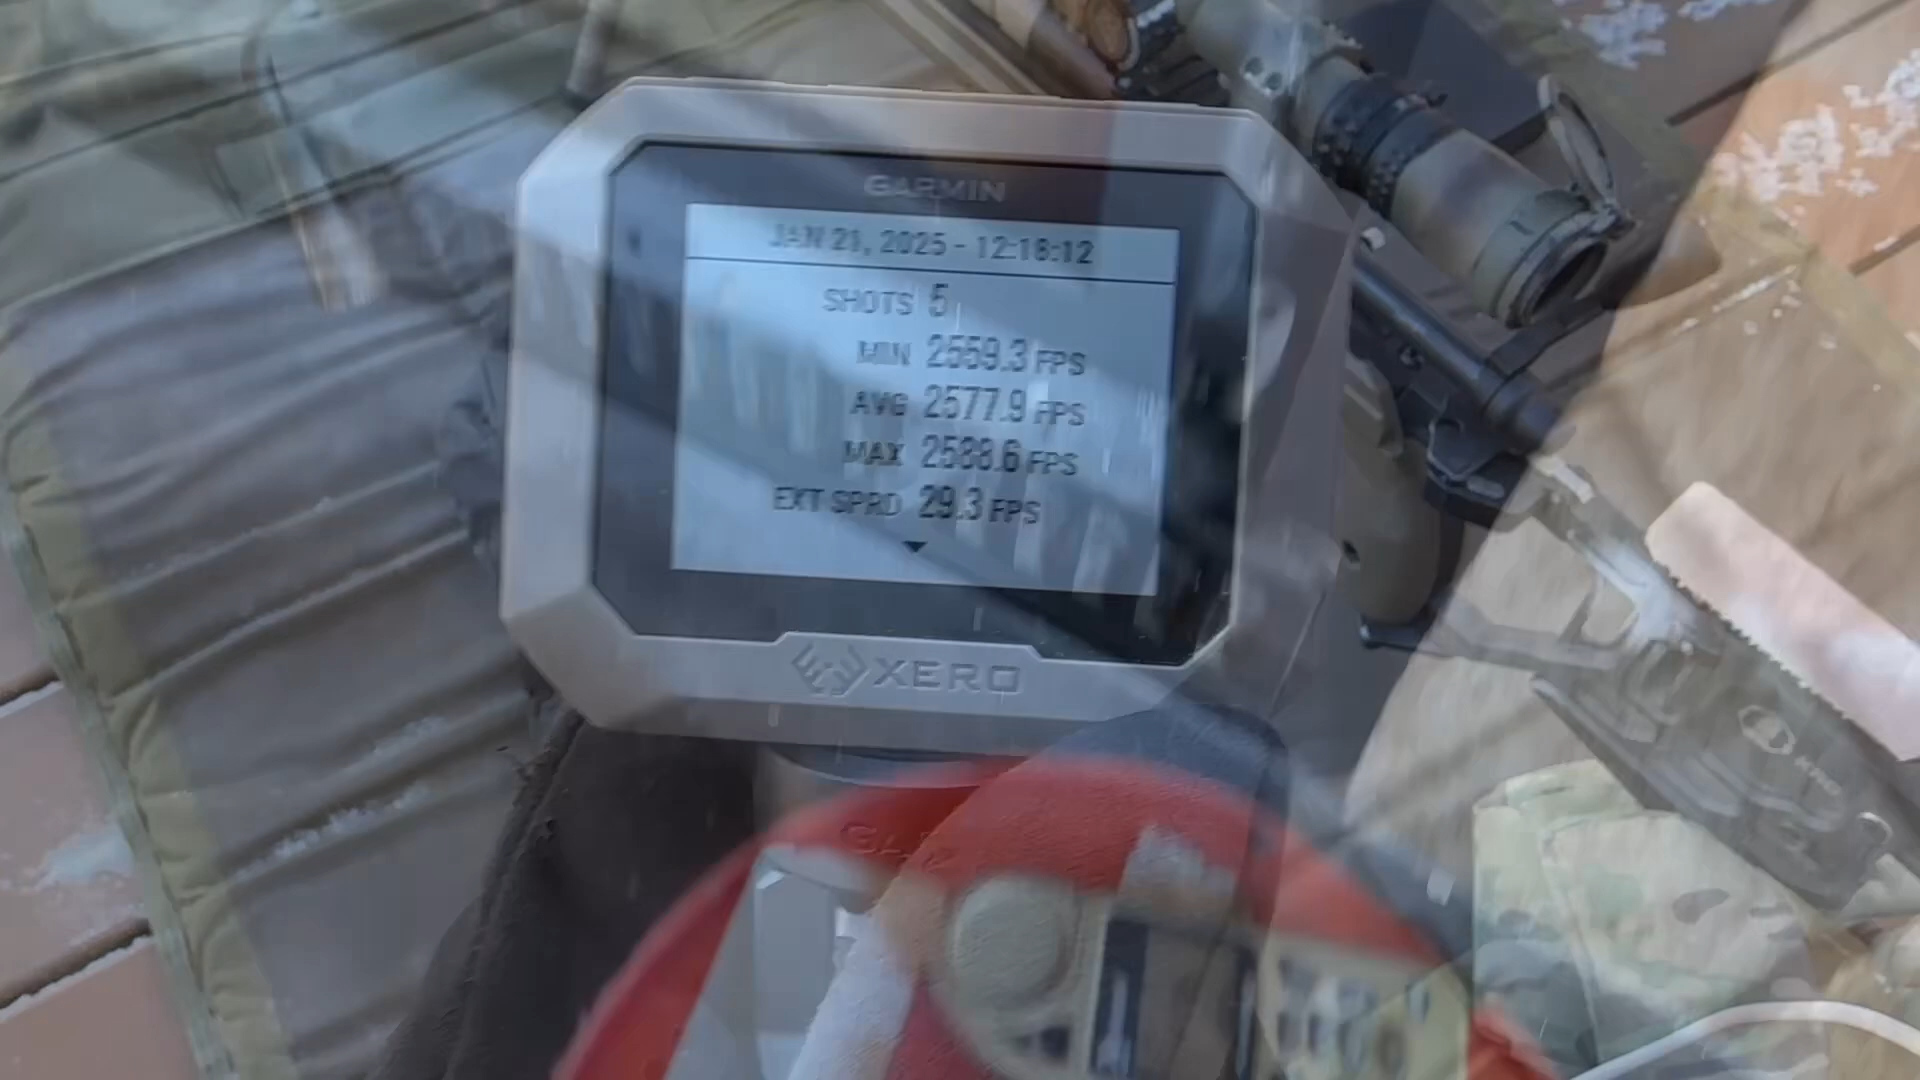 GARMIN
JAN 21, 2025 - 12:18:12
SHOTS 5
MIN 2559.3 FPS
AVG 2577.9 FPS
MAX 2588.6 FPS
EXT SPRD 29.3 FPS
XERO